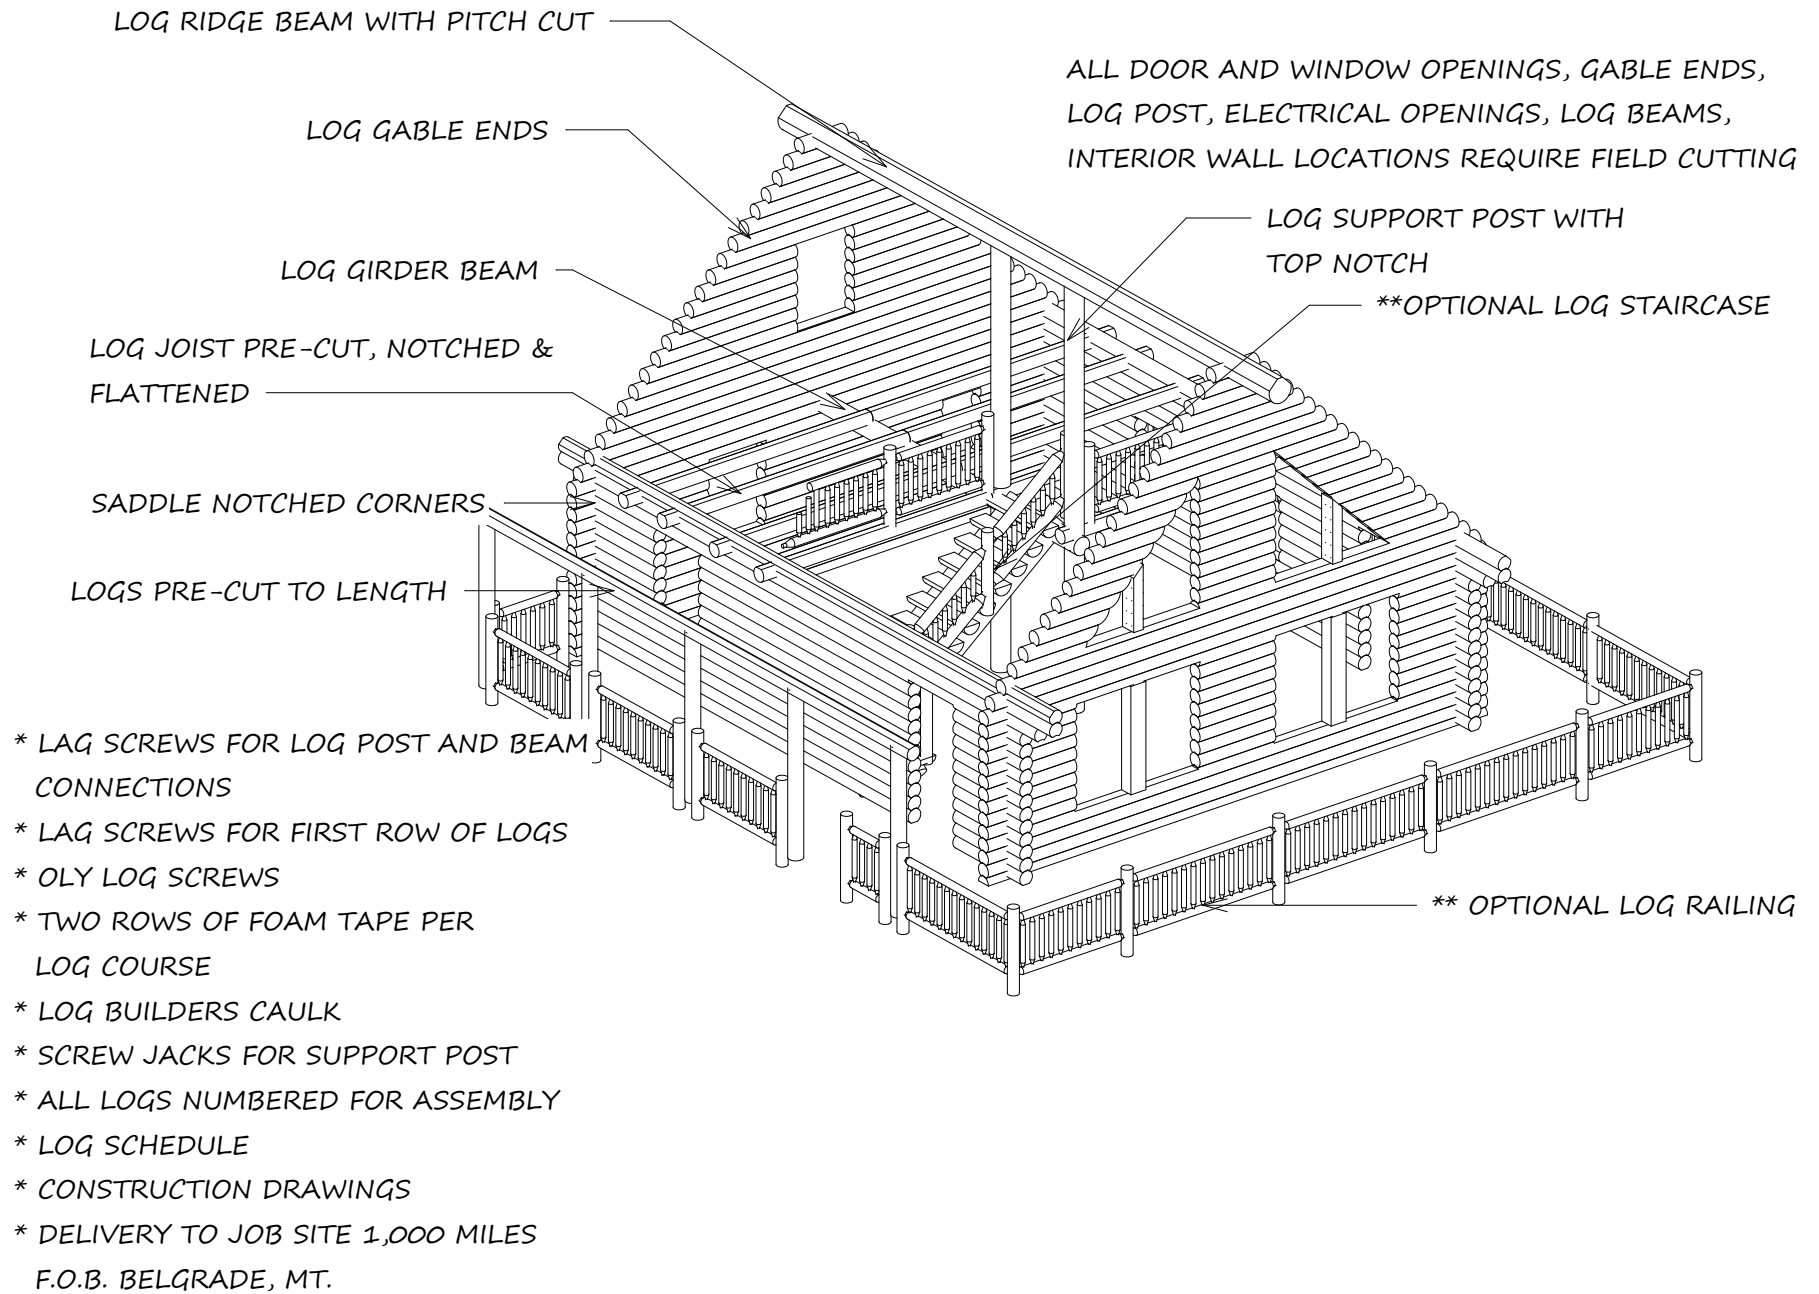 LOG RIDGE BEAM WITH PITCH CUT
ALL DOOR AND WINDOW OPENINGS, GABLE ENDS,
LOG POST, ELECTRICAL OPENINGS, LOG BEAMS,
INTERIOR WALL LOCATIONS REQUIRE FIELD CUTTING
LOG GABLE ENDS
LOG SUPPORT POST WITH
TOP NOTCH
LOG GIRDER BEAM
**OPTIONAL LOG STAIRCASE
LOG JOIST PRE-CUT, NOTCHED &
FLATTENED
SADDLE NOTCHED CORNERS
LOGS PRE-CUT TO LENGTH
* LAG SCREWS FOR LOG POST AND BEAM
CONNECTIONS
* LAG SCREWS FOR FIRST ROW OF LOGS
* OLY LOG SCREWS
* TWO ROWS OF FOAM TAPE PER
LOG COURSE
* LOG BUILDERS CAULK
* SCREW JACKS FOR SUPPORT POST
* ALL LOGS NUMBERED FOR ASSEMBLY
* LOG SCHEDULE
* CONSTRUCTION DRAWINGS
* DELIVERY TO JOB SITE 1,000 MILES
F.O.B. BELGRADE, MT.
** OPTIONAL LOG RAILING